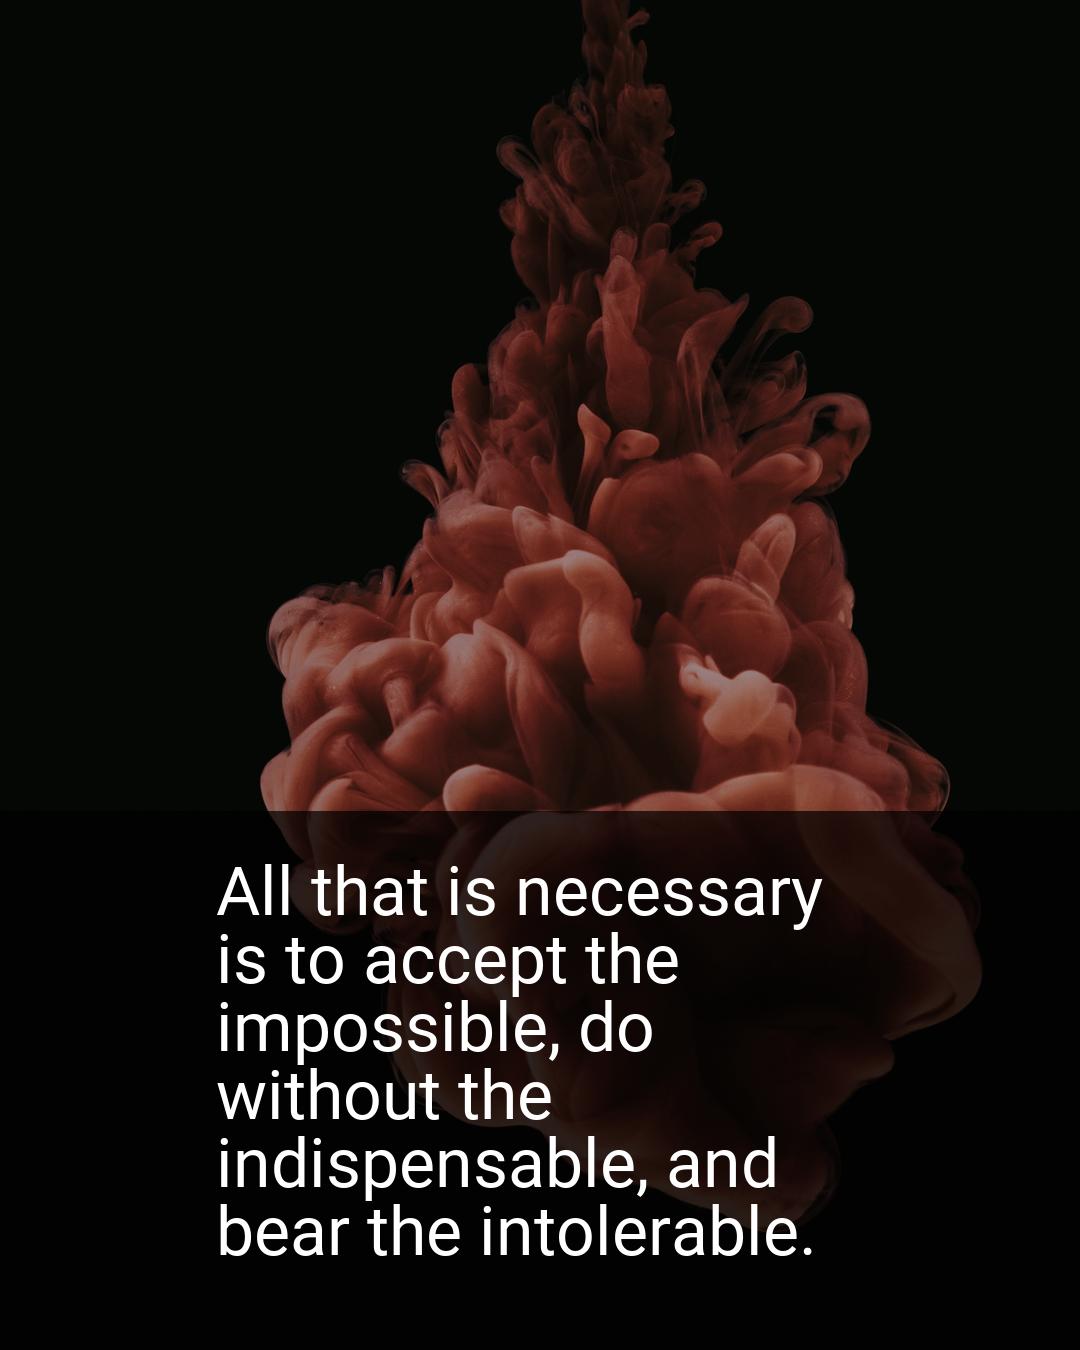 All that is necessary
is to accept the
impossible, do
without the
indispensable, and
bear the intolerable.